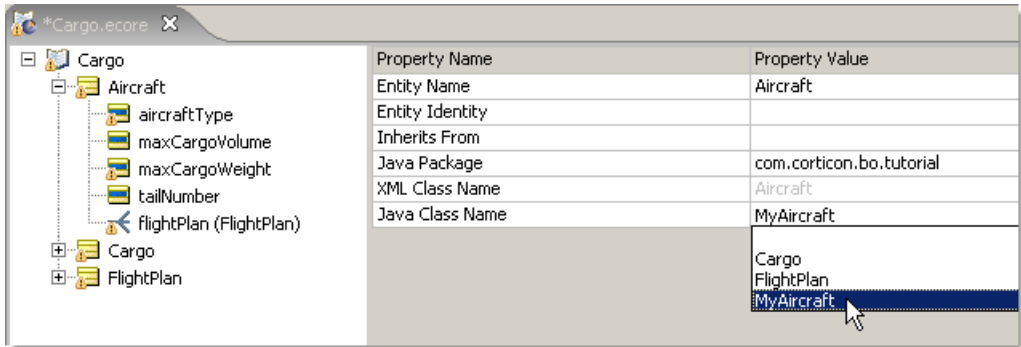 *Cargo.ecore
Cargo
Aircraft
aircraftType
maxCargoVolume
maxCargoWeight
tailNumber
flightPlan (FlightPlan)
Cargo
FlightPlan
Property Name Property Value
Entity Name Aircraft
Entity Identity
Inherits From
Java Package com.corticon.bo.tutorial
XML Class Name Aircraft
Java Class Name MyAircraft
Cargo
FlightPlan
MyAircraft